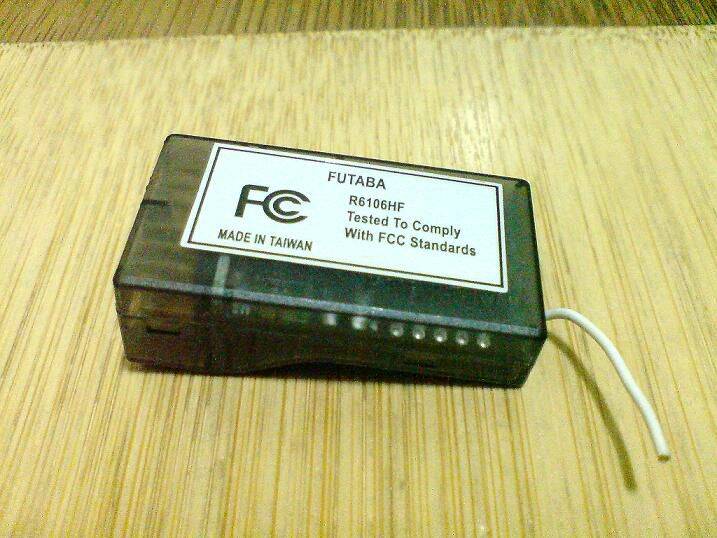 FUTABA
FC
R6106HF
Tested To Comply
With FCC Standards
MADE IN TAIWAN